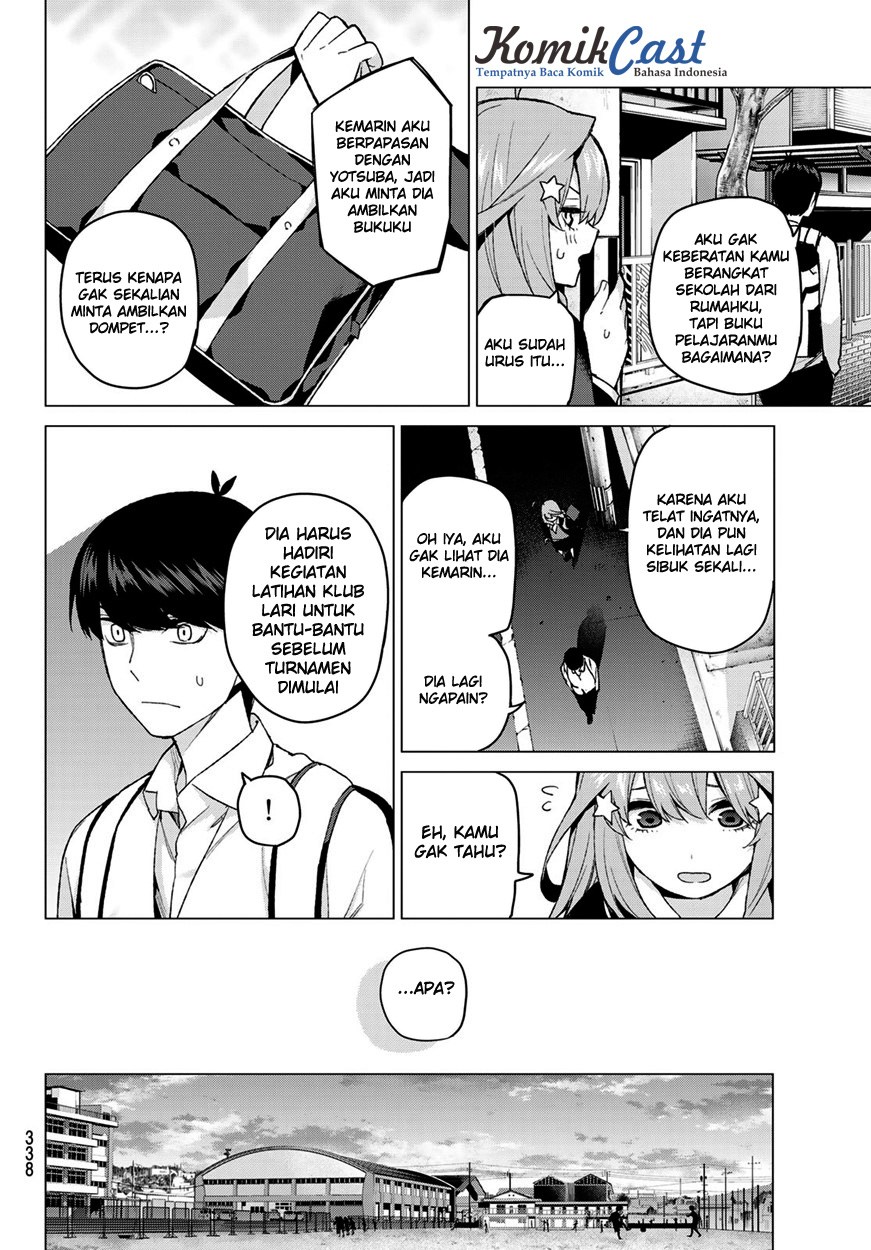 KomikCast
Tempatnya Baca Komik Bahasa Indonesia
AKU GAK
KEBERATAN KAMU
BERANGKAT
SEKOLAH DARI
RUMAHKU,
TAPI BUKU
PELAJARANMU
BAGAIMANA?
AKU SUDAH
URUS ITU...
KEMARIN AKU
BERPAPASAN
DENGAN
YOTSUBA, JADI
AKU MINTA DIA
AMBILKAN
BUKUKU
TERUS KENAPA
GAK SEKALIAN
MINTA AMBILKAN
DOMPET...?
KARENA AKU
TELAT INGATNYA,
DAN DIA PUN
KELIHATAN LAGI
SIBUK SEKALI...
OH IYA, AKU
GAK LIHAT DIA
KEMARIN...
DIA LAGI
NGAPAIN?
EH, KAMU
GAK TAHU?
DIA HARUS
HADIRI
KEGIATAN
LATIHAN KLUB
LARI UNTUK
BANTU-BANTU
SEBELUM
TURNAMEN
DIMULAI
!
...APA?
338